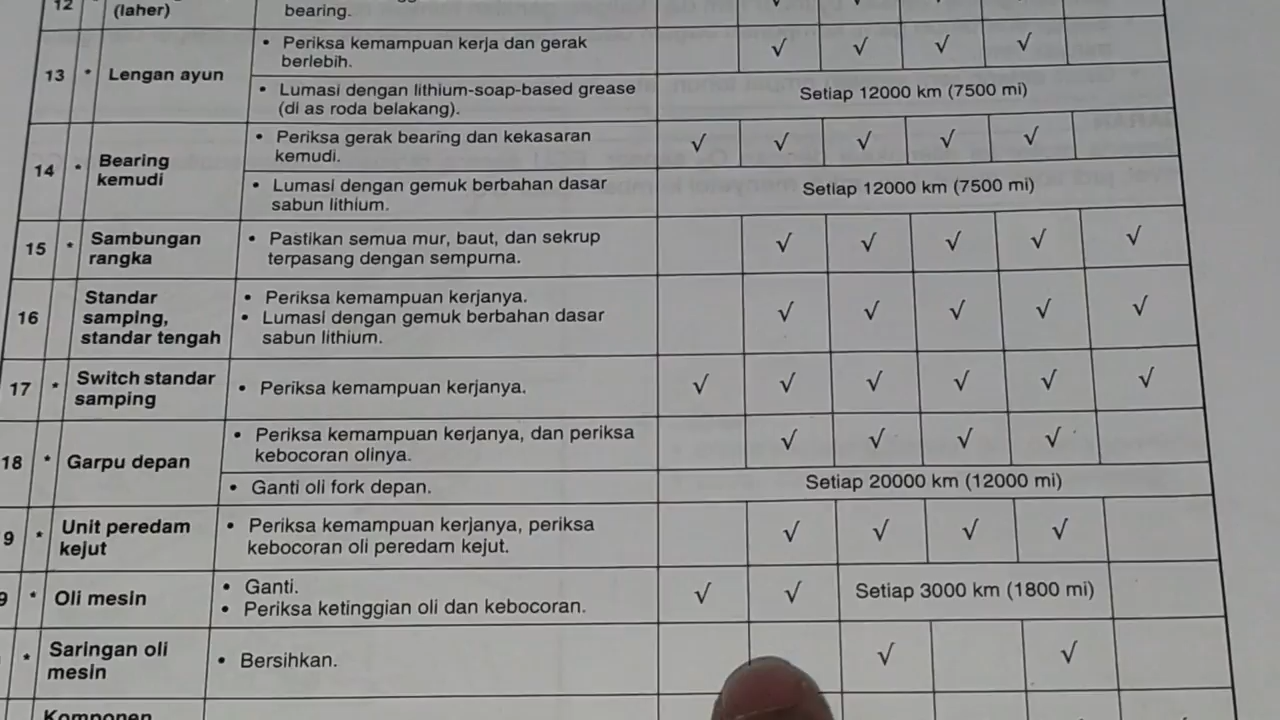 12
(laher)
bearing.
13 * Lengan ayun
• Periksa kemampuan kerja dan gerak
berlebih.
√ √ √ √
• Lumasi dengan lithium-soap-based grease
(di as roda belakang).
Setiap 12000 km (7500 mi)
14 * Bearing
kemudi
• Periksa gerak bearing dan kekasaran
kemudi.
√ √ √ √ √
• Lumasi dengan gemuk berbahan dasar
sabun lithium.
Setiap 12000 km (7500 mi)
15 * Sambungan
rangka
• Pastikan semua mur, baut, dan sekrup
terpasang dengan sempurna.
√ √ √ √ √
16
Standar
samping,
standar tengah
• Periksa kemampuan kerjanya.
• Lumasi dengan gemuk berbahan dasar
sabun lithium.
√ √ √ √ √
17 * Switch standar
samping
• Periksa kemampuan kerjanya.
√ √ √ √ √ √
18 * Garpu depan
• Periksa kemampuan kerjanya, dan periksa
kebocoran olinya.
√ √ √ √
• Ganti oli fork depan.
Setiap 20000 km (12000 mi)
9 * Unit peredam
kejut
• Periksa kemampuan kerjanya, periksa
kebocoran oli peredam kejut.
√ √ √ √
9 * Oli mesin
• Ganti.
• Periksa ketinggian oli dan kebocoran.
√ √ Setiap 3000 km (1800 mi)
* Saringan oli
mesin
• Bersihkan.
√ √
Komponen